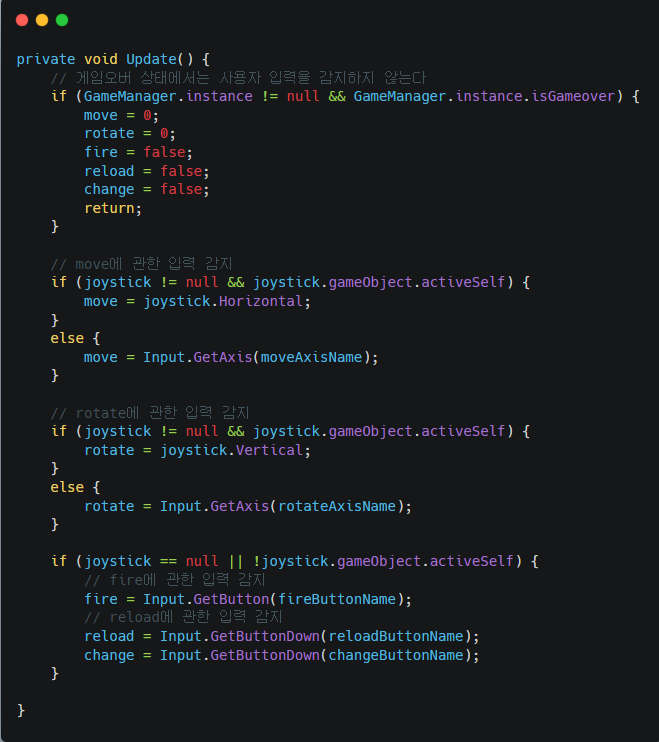 private void Update() {
    // 게임오버 상태에서는 사용자 입력을 감지하지 않는다
    if (GameManager.instance != null && GameManager.instance.isGameover) {
        move = 0;
        rotate = 0;
        fire = false;
        reload = false;
        change = false;
        return;
    }

    // move에 관한 입력 감지
    if (joystick != null && joystick.gameObject.activeSelf) {
        move = joystick.Horizontal;
    }
    else {
        move = Input.GetAxis(moveAxisName);
    }

    // rotate에 관한 입력 감지
    if (joystick != null && joystick.gameObject.activeSelf) {
        rotate = joystick.Vertical;
    }
    else {
        rotate = Input.GetAxis(rotateAxisName);
    }

    if (joystick == null || !joystick.gameObject.activeSelf) {
        // fire에 관한 입력 감지
        fire = Input.GetButton(fireButtonName);
        // reload에 관한 입력 감지
        reload = Input.GetButtonDown(reloadButtonName);
        change = Input.GetButtonDown(changeButtonName);
    }

}